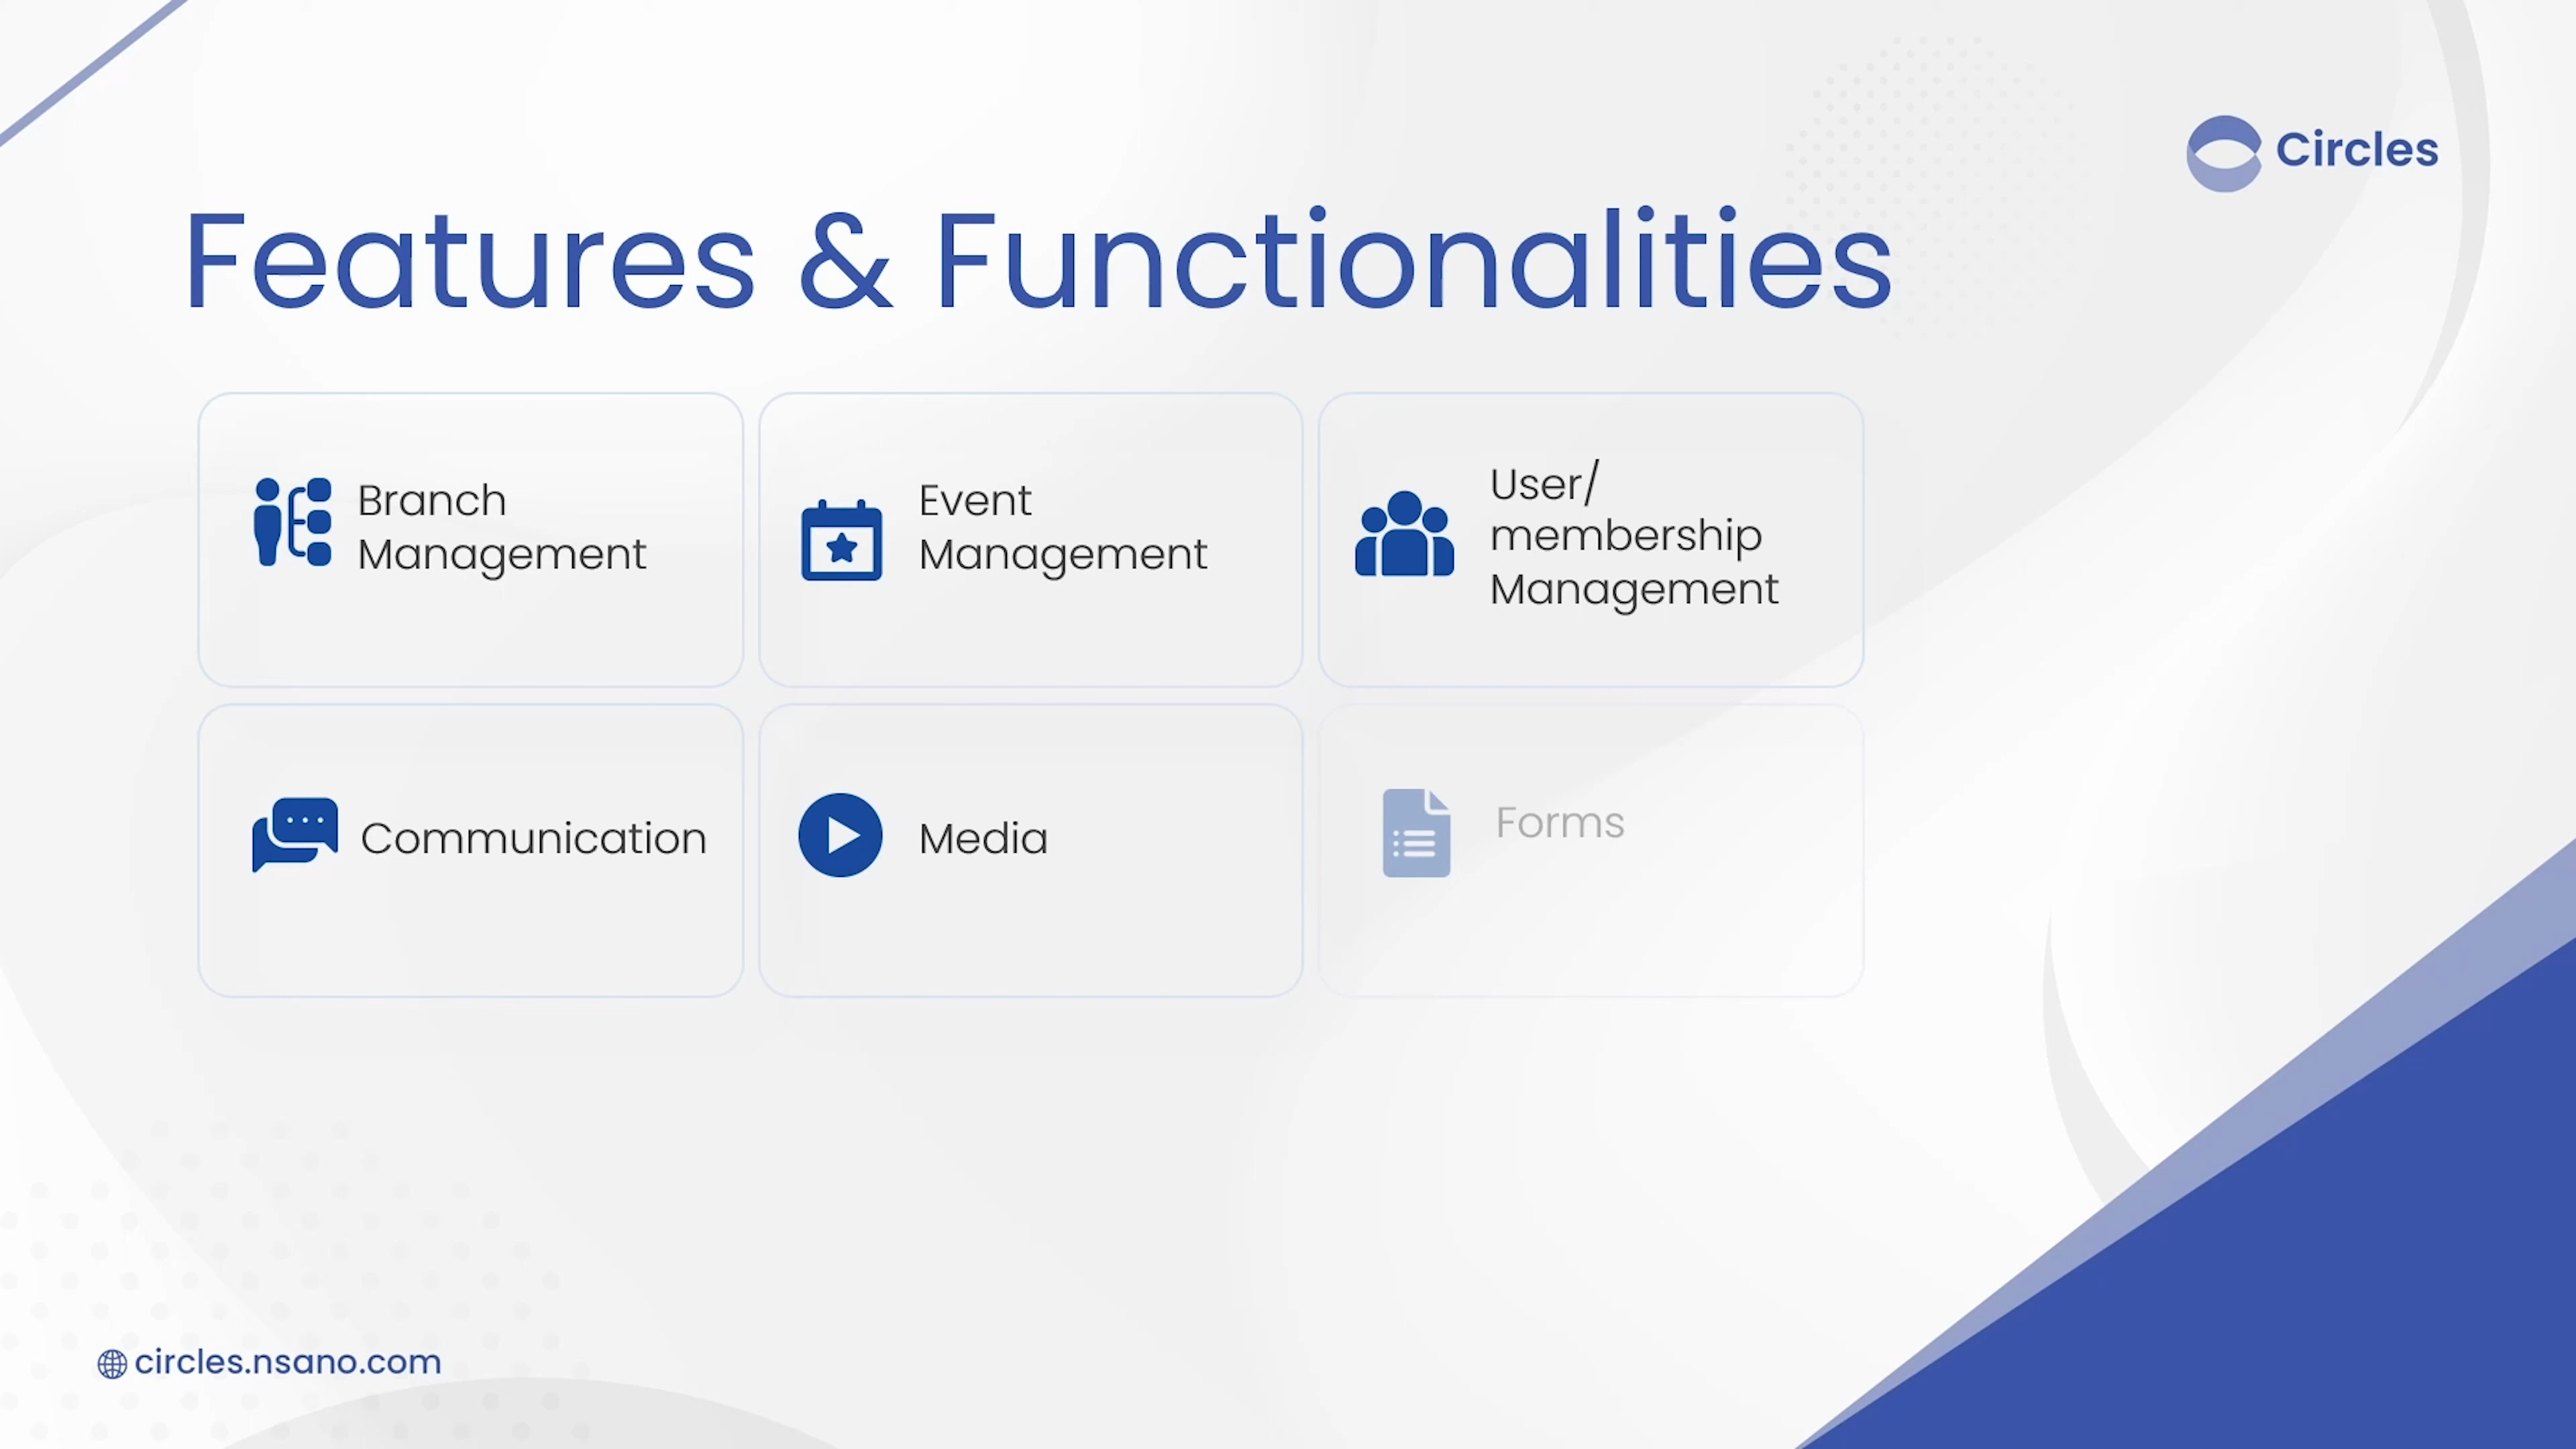 Circles
Features & Functionalities
Branch
Management
Event
Management
User/
membership
Management
Communication
Media
Forms
circles.nsano.com